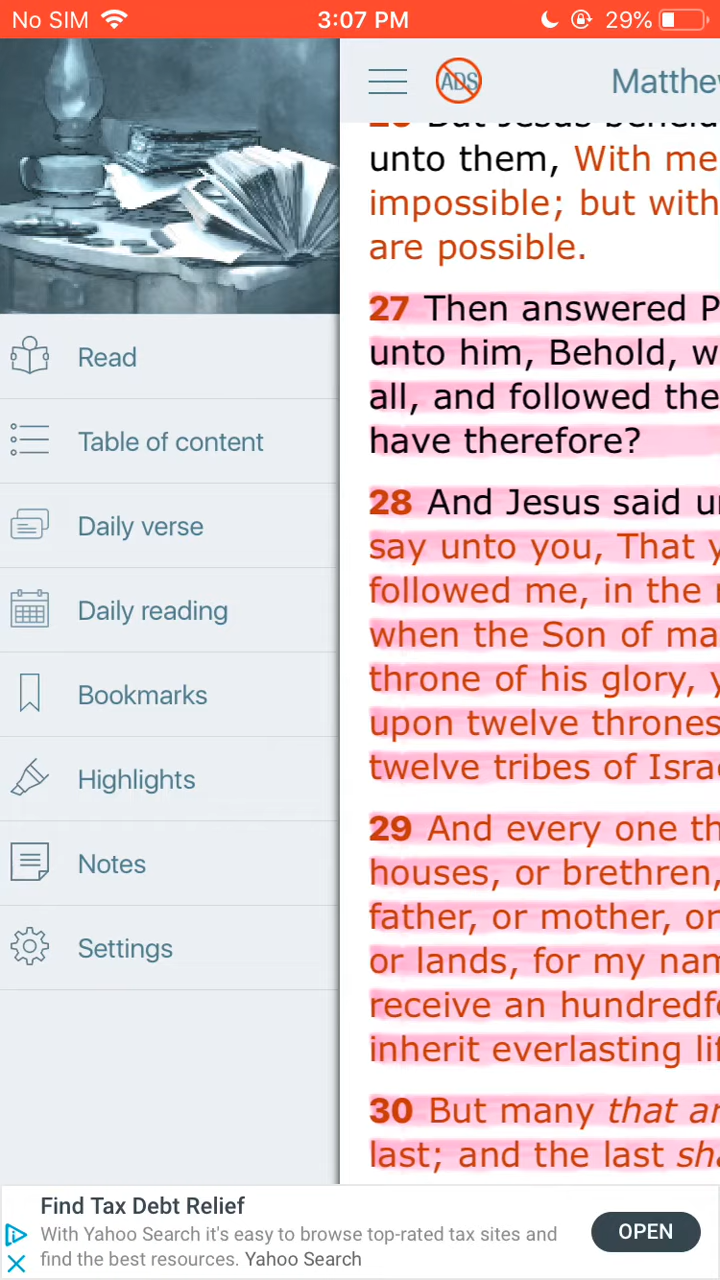 No SIM 3:07 PM 29%
ADS Matthew
Read
Table of content
Daily verse
Daily reading
Bookmarks
Highlights
Notes
Settings
26 But Jesus beheld
unto them, With me
impossible; but with
are possible.
27 Then answered P
unto him, Behold, w
all, and followed the
have therefore?
28 And Jesus said u
say unto you, That y
followed me, in the
when the Son of ma
throne of his glory, y
upon twelve thrones
twelve tribes of Isra
29 And every one th
houses, or brethren,
father, or mother, or
or lands, for my nam
receive an hundredf
inherit everlasting li
30 But many that ar
last; and the last sha
Find Tax Debt Relief
With Yahoo Search it's easy to browse top-rated tax sites and
find the best resources. Yahoo Search
OPEN